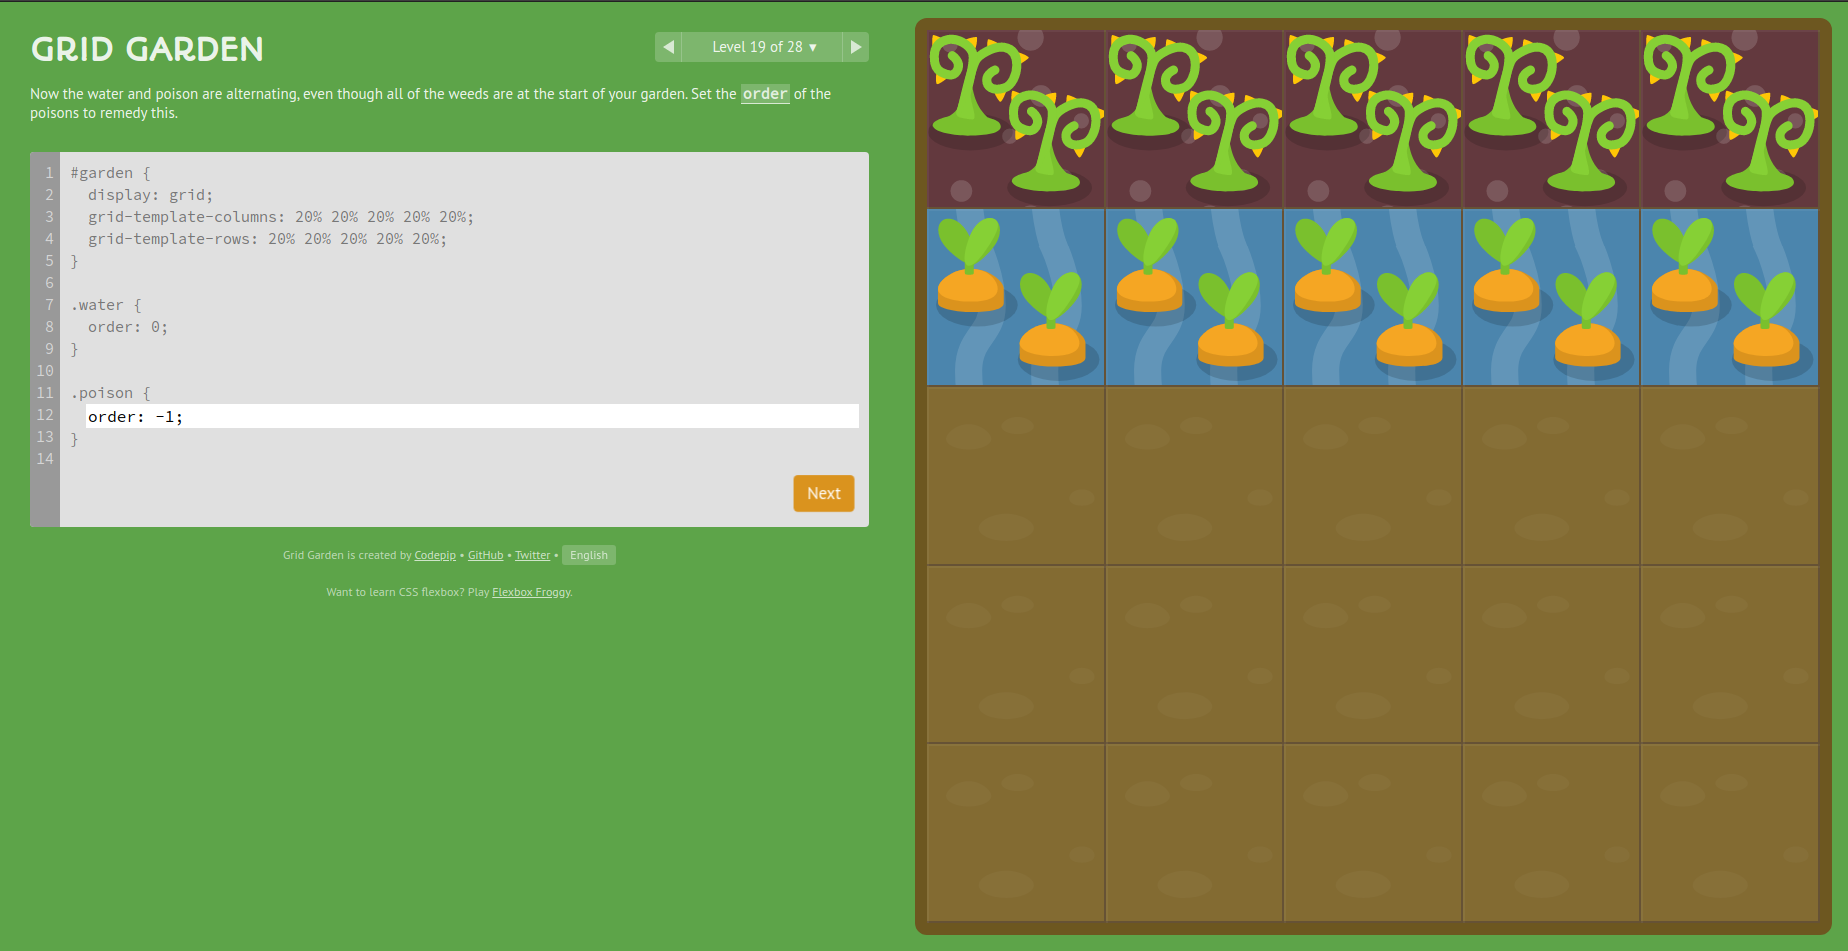 GRID GARDEN
◀ Level 19 of 28 ▾ ▶
Now the water and poison are alternating, even though all of the weeds are at the start of your garden. Set the order of the
poisons to remedy this.
1 #garden {
2   display: grid;
3   grid-template-columns: 20% 20% 20% 20% 20%;
4   grid-template-rows: 20% 20% 20% 20% 20%;
5 }
6
7 .water {
8   order: 0;
9 }
10
11 .poison {
12   order: -1;
13 }
14
Next
Grid Garden is created by Codepip • GitHub • Twitter • English
Want to learn CSS flexbox? Play Flexbox Froggy.